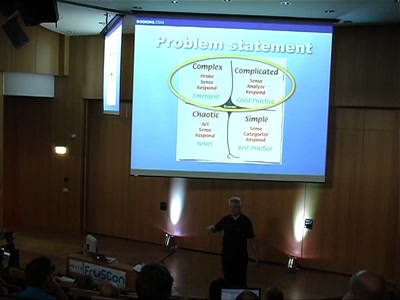 BOOKING.COM
Problem statement
Complex
Probe
Sense
Respond
Emergent
Complicated
Sense
Analyze
Respond
Good Practice
Chaotic
Act
Sense
Respond
Novel
Simple
Sense
Categorize
Respond
Best Practice
FrOSCon